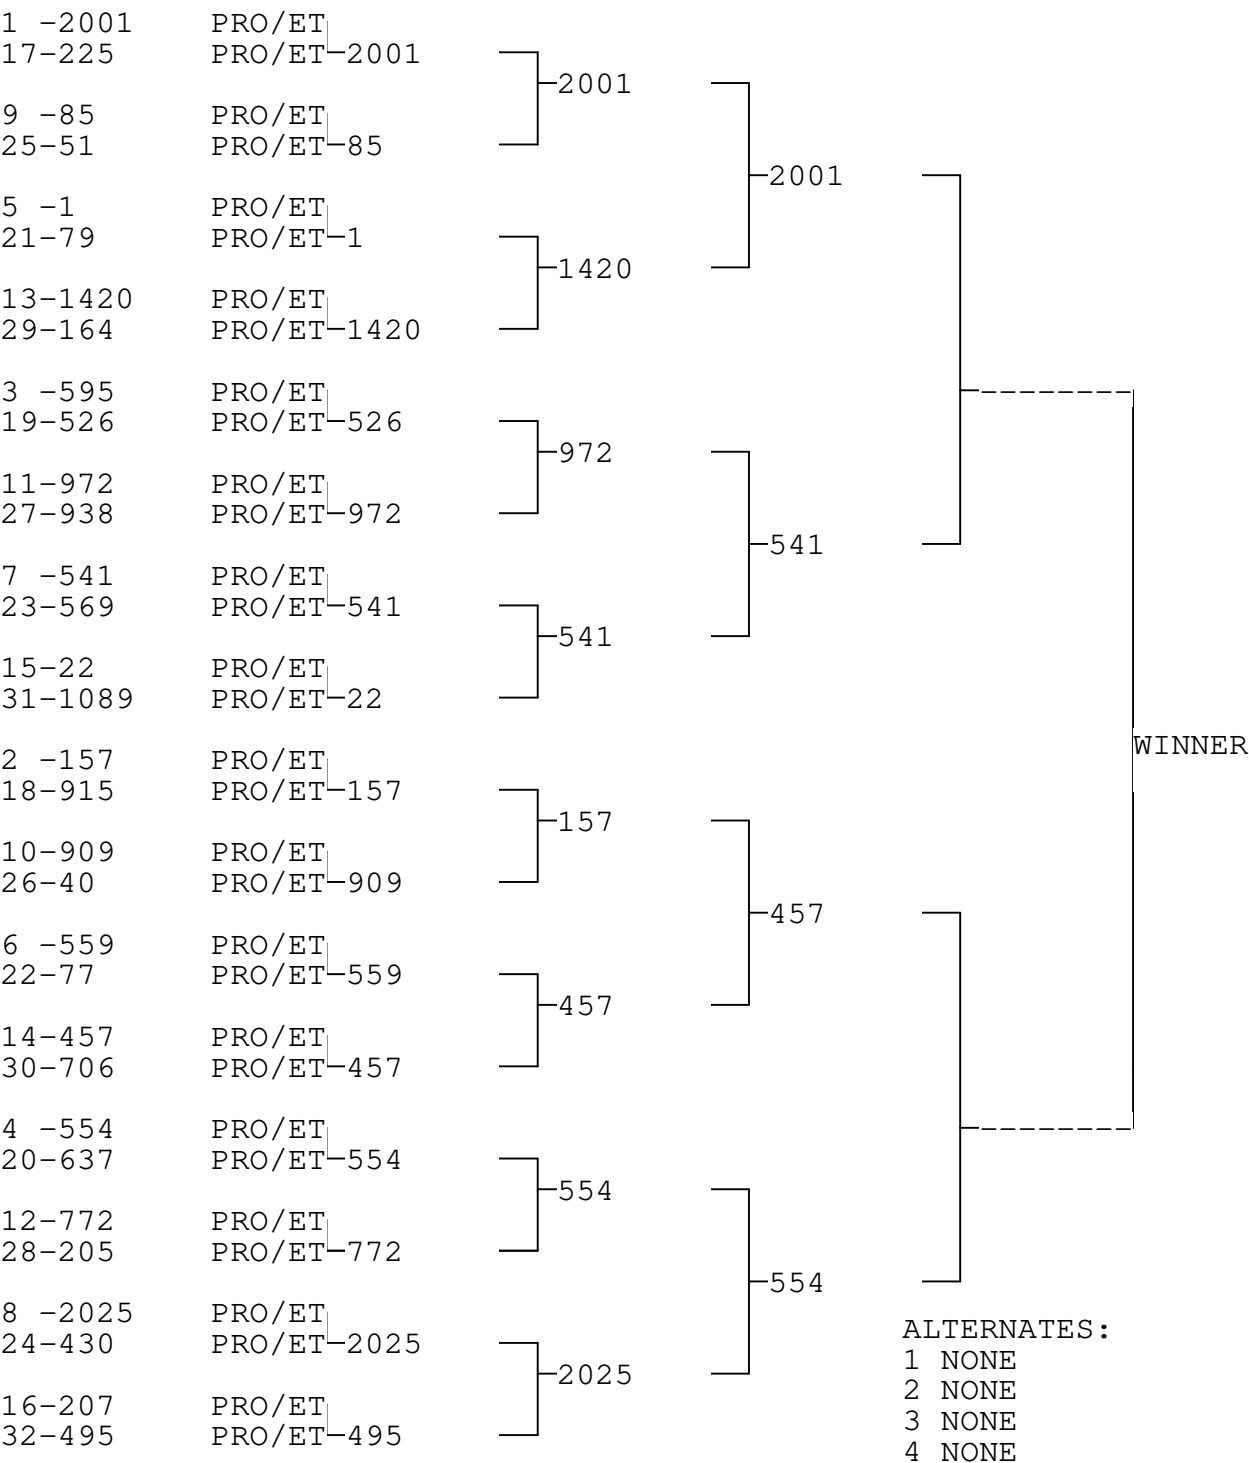 1 -2001 PRO/ET
17-225 PRO/ET 2001
2001
9 -85 PRO/ET
25-51 PRO/ET 85
2001
5 -1 PRO/ET
21-79 PRO/ET 1
1420
13-1420 PRO/ET
29-164 PRO/ET 1420
3 -595 PRO/ET
19-526 PRO/ET 526
972
11-972 PRO/ET
27-938 PRO/ET 972
541
7 -541 PRO/ET
23-569 PRO/ET 541
541
15-22 PRO/ET
31-1089 PRO/ET 22
WINNER
2 -157 PRO/ET
18-915 PRO/ET 157
157
10-909 PRO/ET
26-40 PRO/ET 909
457
6 -559 PRO/ET
22-77 PRO/ET 559
457
14-457 PRO/ET
30-706 PRO/ET 457
4 -554 PRO/ET
20-637 PRO/ET 554
554
12-772 PRO/ET
28-205 PRO/ET 772
554
8 -2025 PRO/ET
24-430 PRO/ET 2025
2025
16-207 PRO/ET
32-495 PRO/ET 495
ALTERNATES:
1 NONE
2 NONE
3 NONE
4 NONE